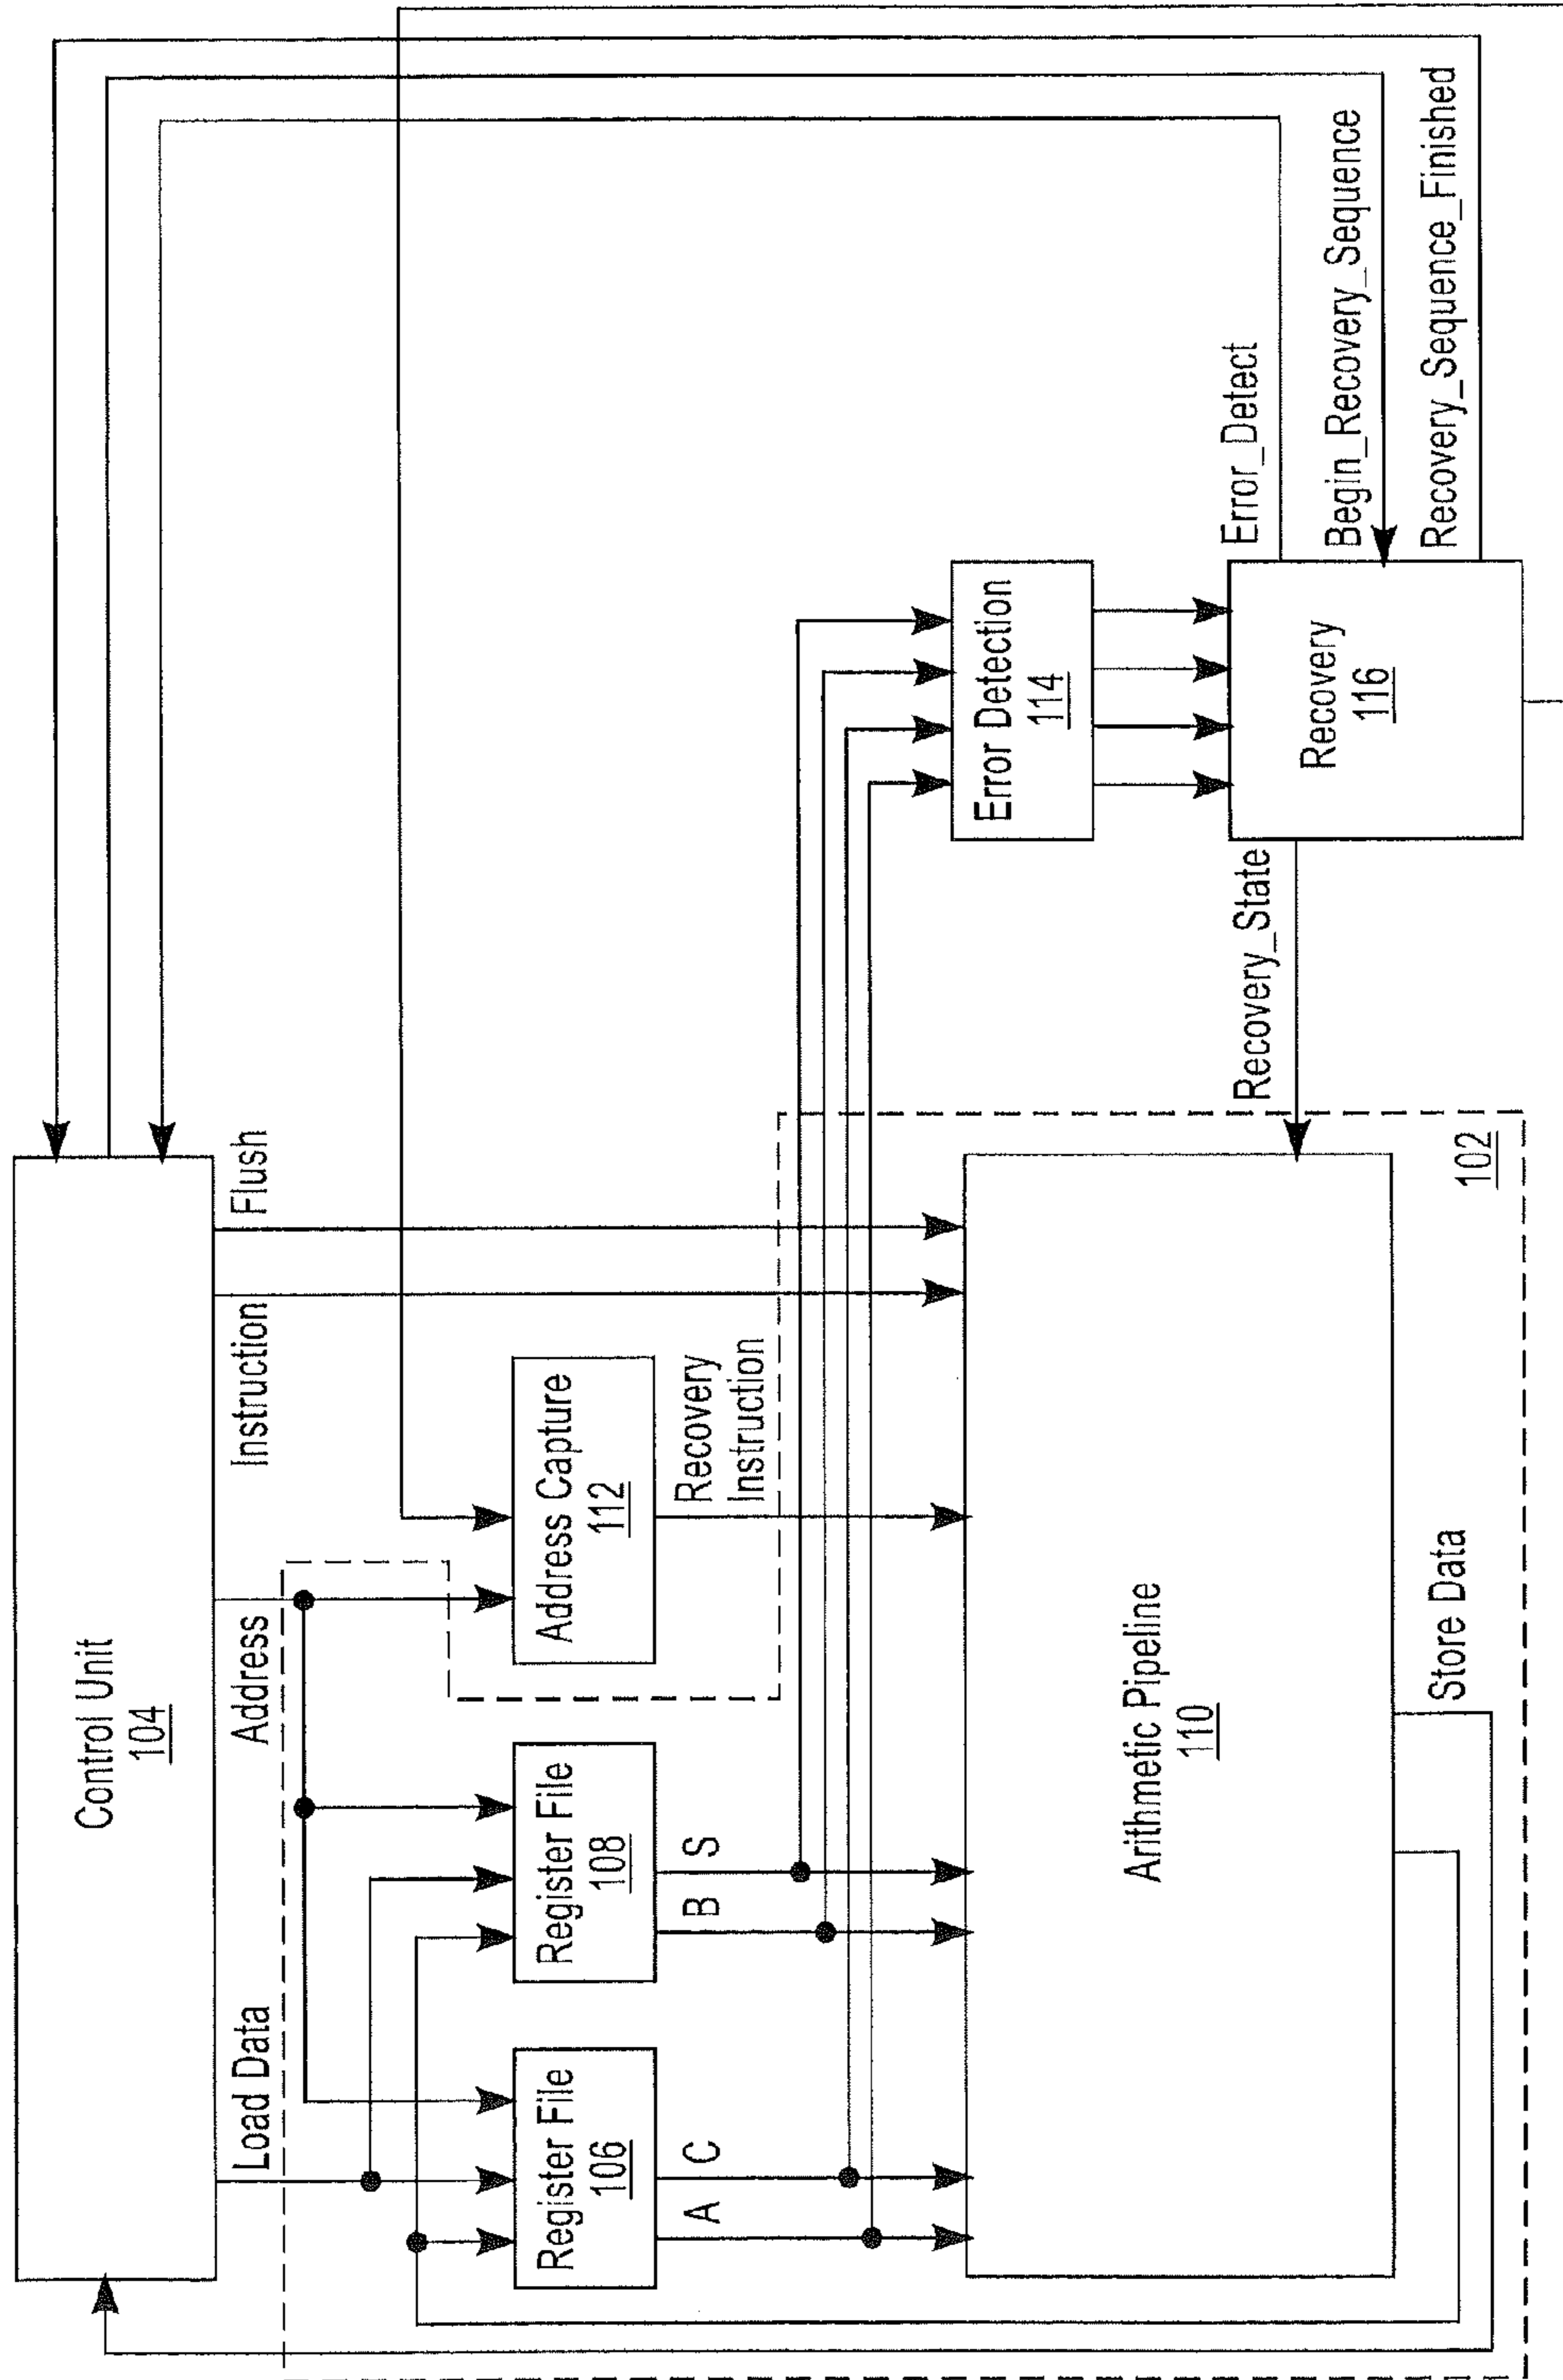 Control Unit
104
Load Data
Address
Instruction
Flush
Register File
106
Register File
108
Address Capture
112
A
C
B
S
Recovery
Instruction
Error Detection
114
Arithmetic Pipeline
110
Recovery_State
Recovery
116
Error_Detect
Begin_Recovery_Sequence
Recovery_Sequence_Finished
Store Data
102